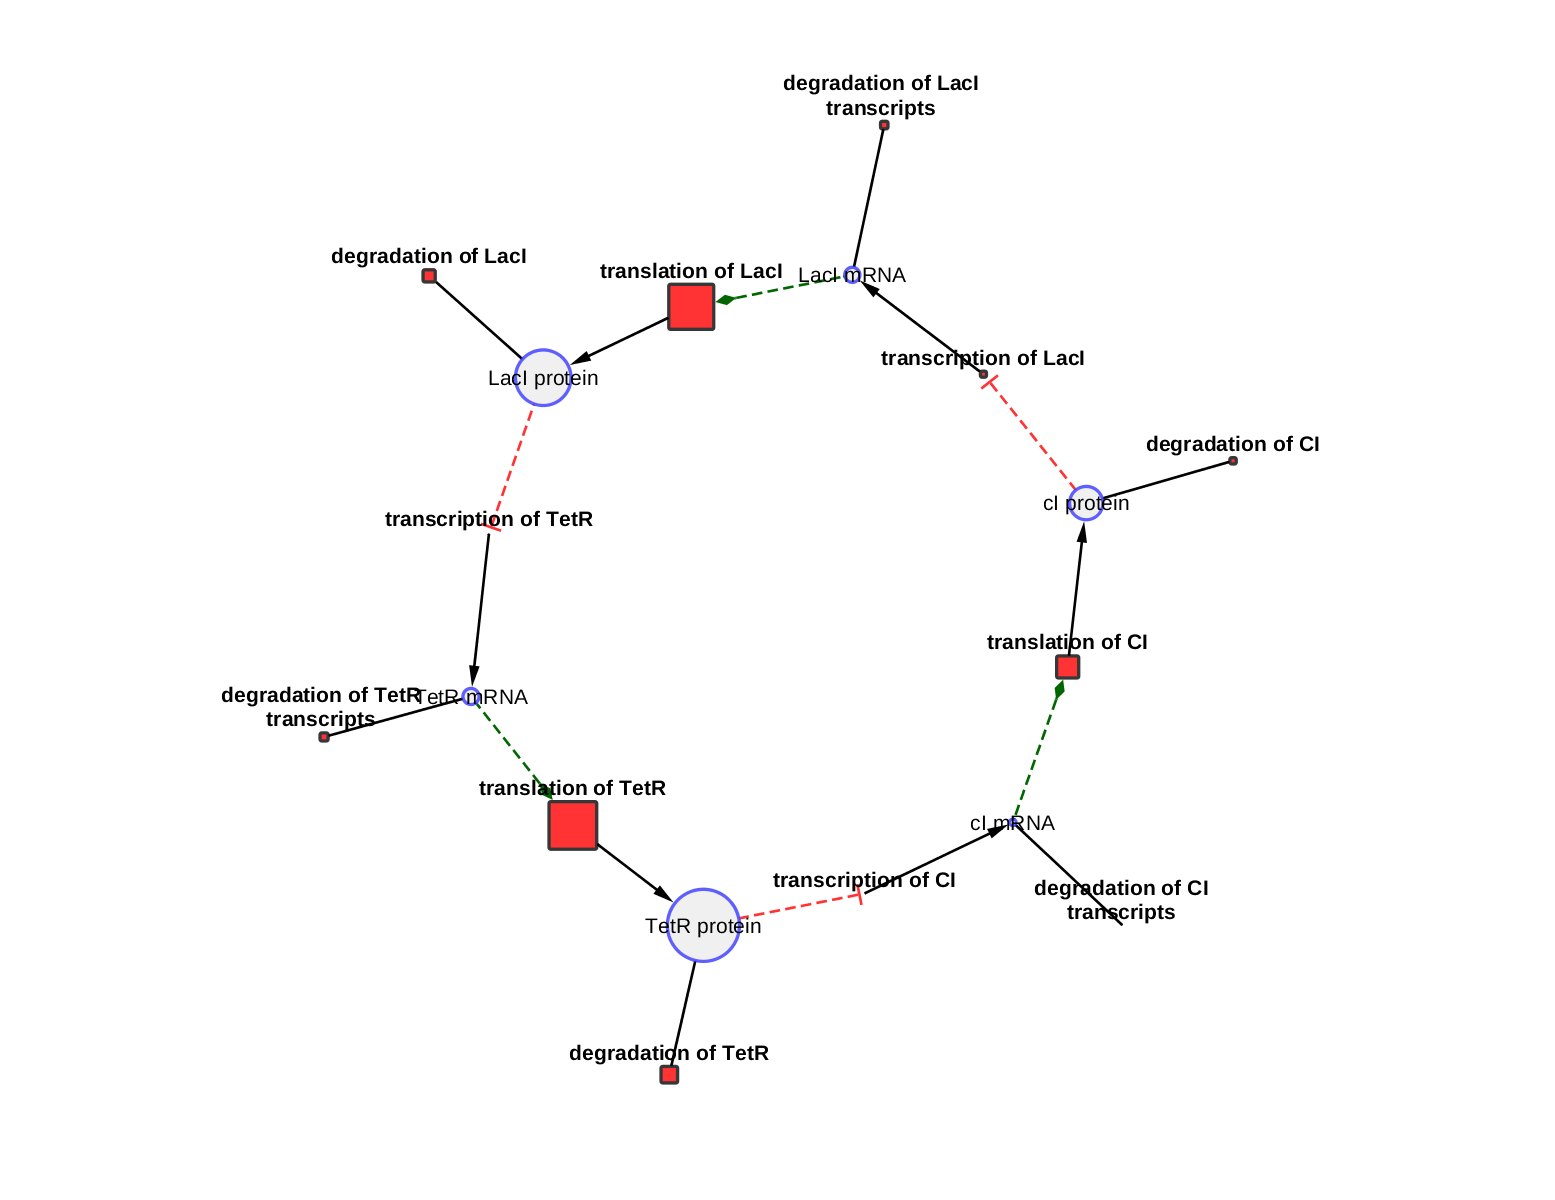 degradation of LacI
transcripts
degradation of LacI
translation of LacI
LacI mRNA
transcription of LacI
LacI protein
degradation of CI
cI protein
transcription of TetR
translation of CI
degradation of TetR
transcripts
TetR mRNA
translation of TetR
cI mRNA
transcription of CI
degradation of CI
transcripts
TetR protein
degradation of TetR